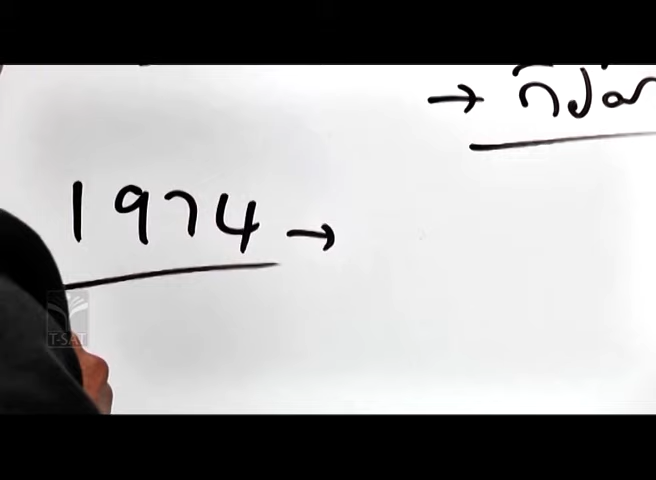 →
1974 →
T-SAT